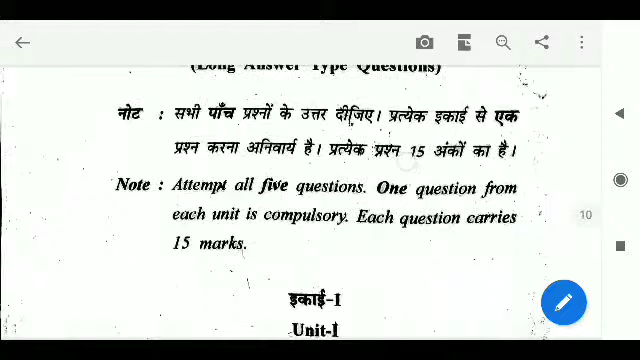 (Long Answer Type Questions)
नोट : सभी पाँच प्रश्नों के उत्तर दीजिए। प्रत्येक इकाई से एक
प्रश्न करना अनिवार्य है। प्रत्येक प्रश्न 15 अंकों का है।
Note : Attempt all five questions. One question from
each unit is compulsory. Each question carries
15 marks.
10
इकाई-I
Unit-I